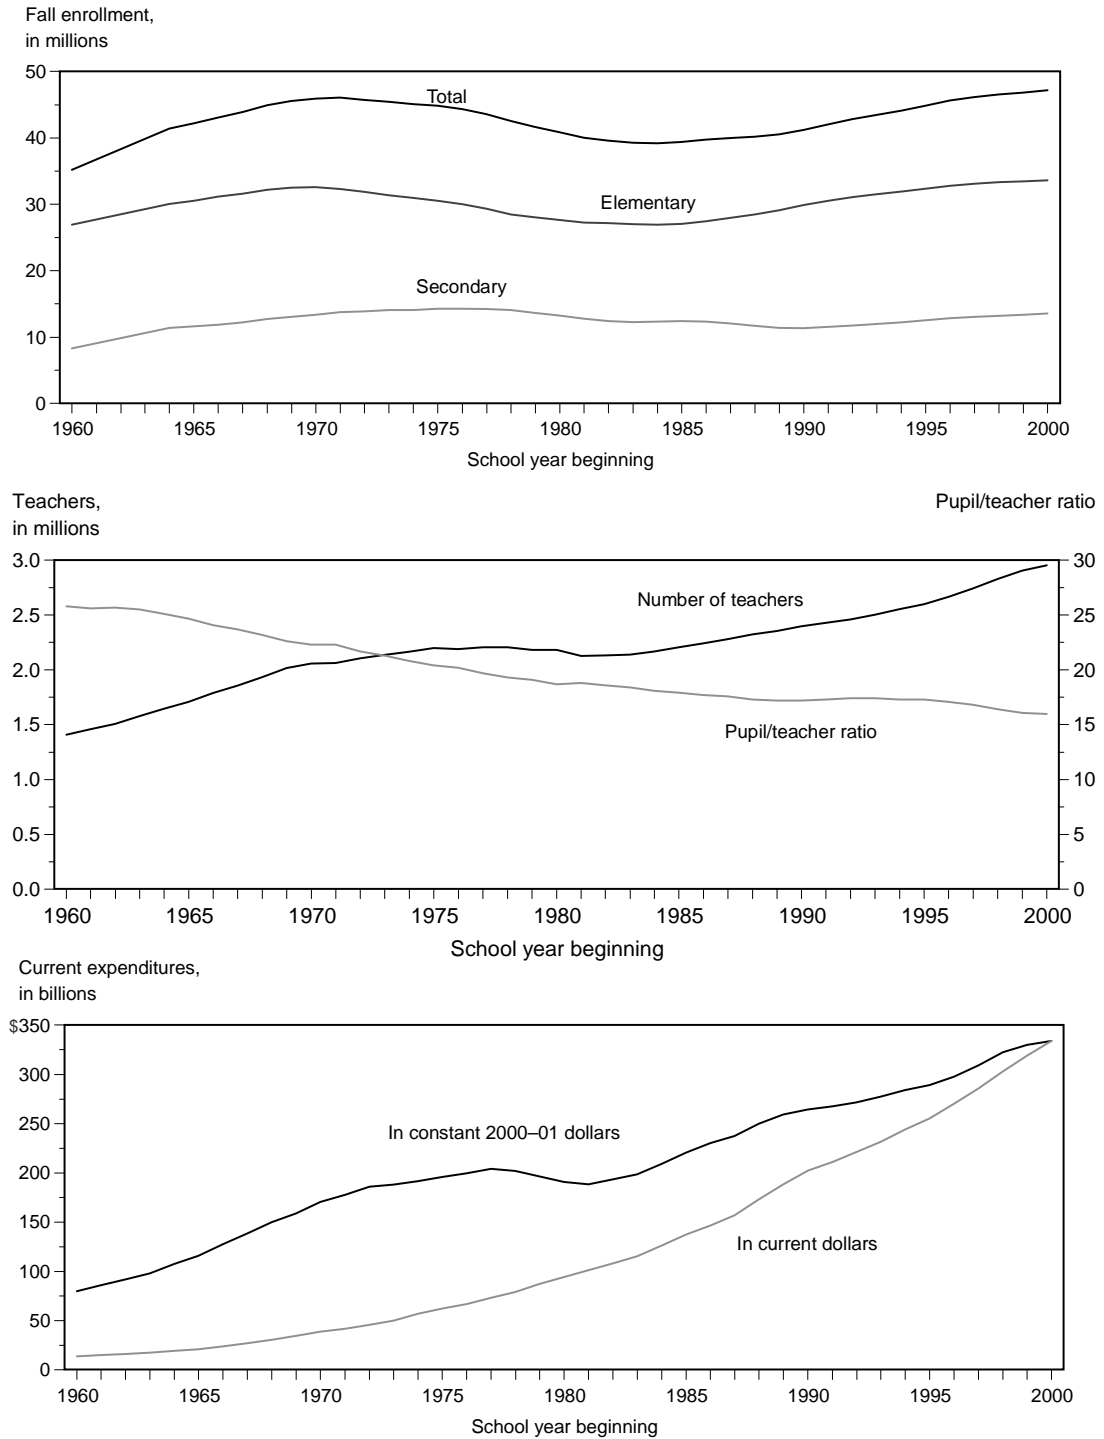 Fall enrollment,
in millions
50
Total
40
30
Elementary
20
Secondary
10
0
1960 1965 1970 1975 1980 1985 1990 1995 2000
School year beginning
Teachers, Pupil/teacher ratio
in millions
3.0 30
Number of teachers
2.5 25
2.0 20
1.5 15
Pupil/teacher ratio
1.0 10
0.5 5
0.0 0
1960 1965 1970 1975 1980 1985 1990 1995 2000
School year beginning
Current expenditures,
in billions
$350
300
250
In constant 2000–01 dollars
200
150
In current dollars
100
50
0
1960 1965 1970 1975 1980 1985 1990 1995 2000
School year beginning